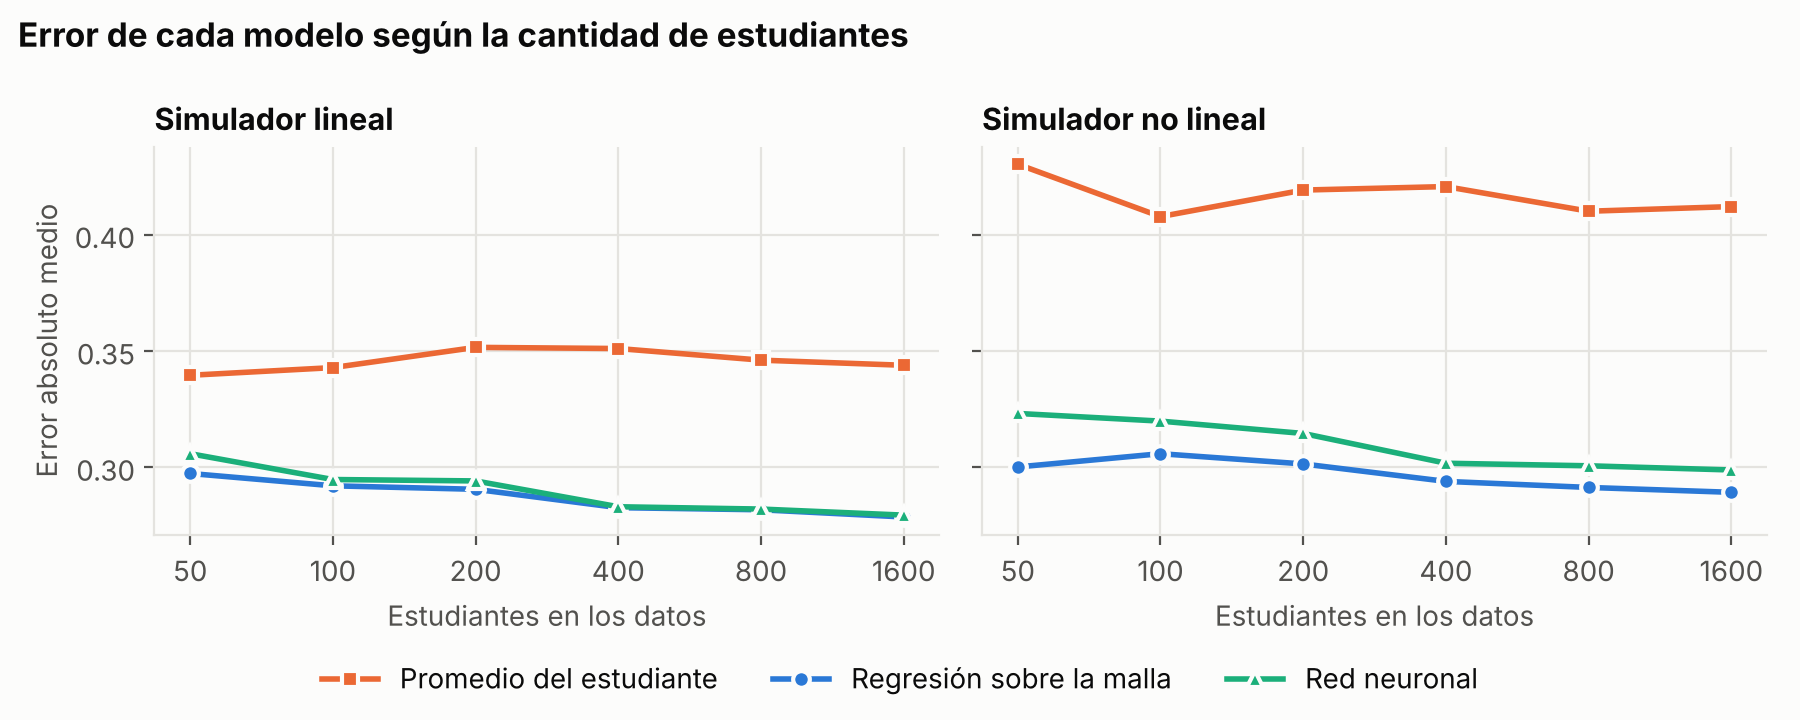 Error de cada modelo según la cantidad de estudiantes
Simulador lineal
Simulador no lineal
Error absoluto medio
0.40
0.35
0.30
50 100 200 400 800 1600
50 100 200 400 800 1600
Estudiantes en los datos
Estudiantes en los datos
Promedio del estudiante
Regresión sobre la malla
Red neuronal